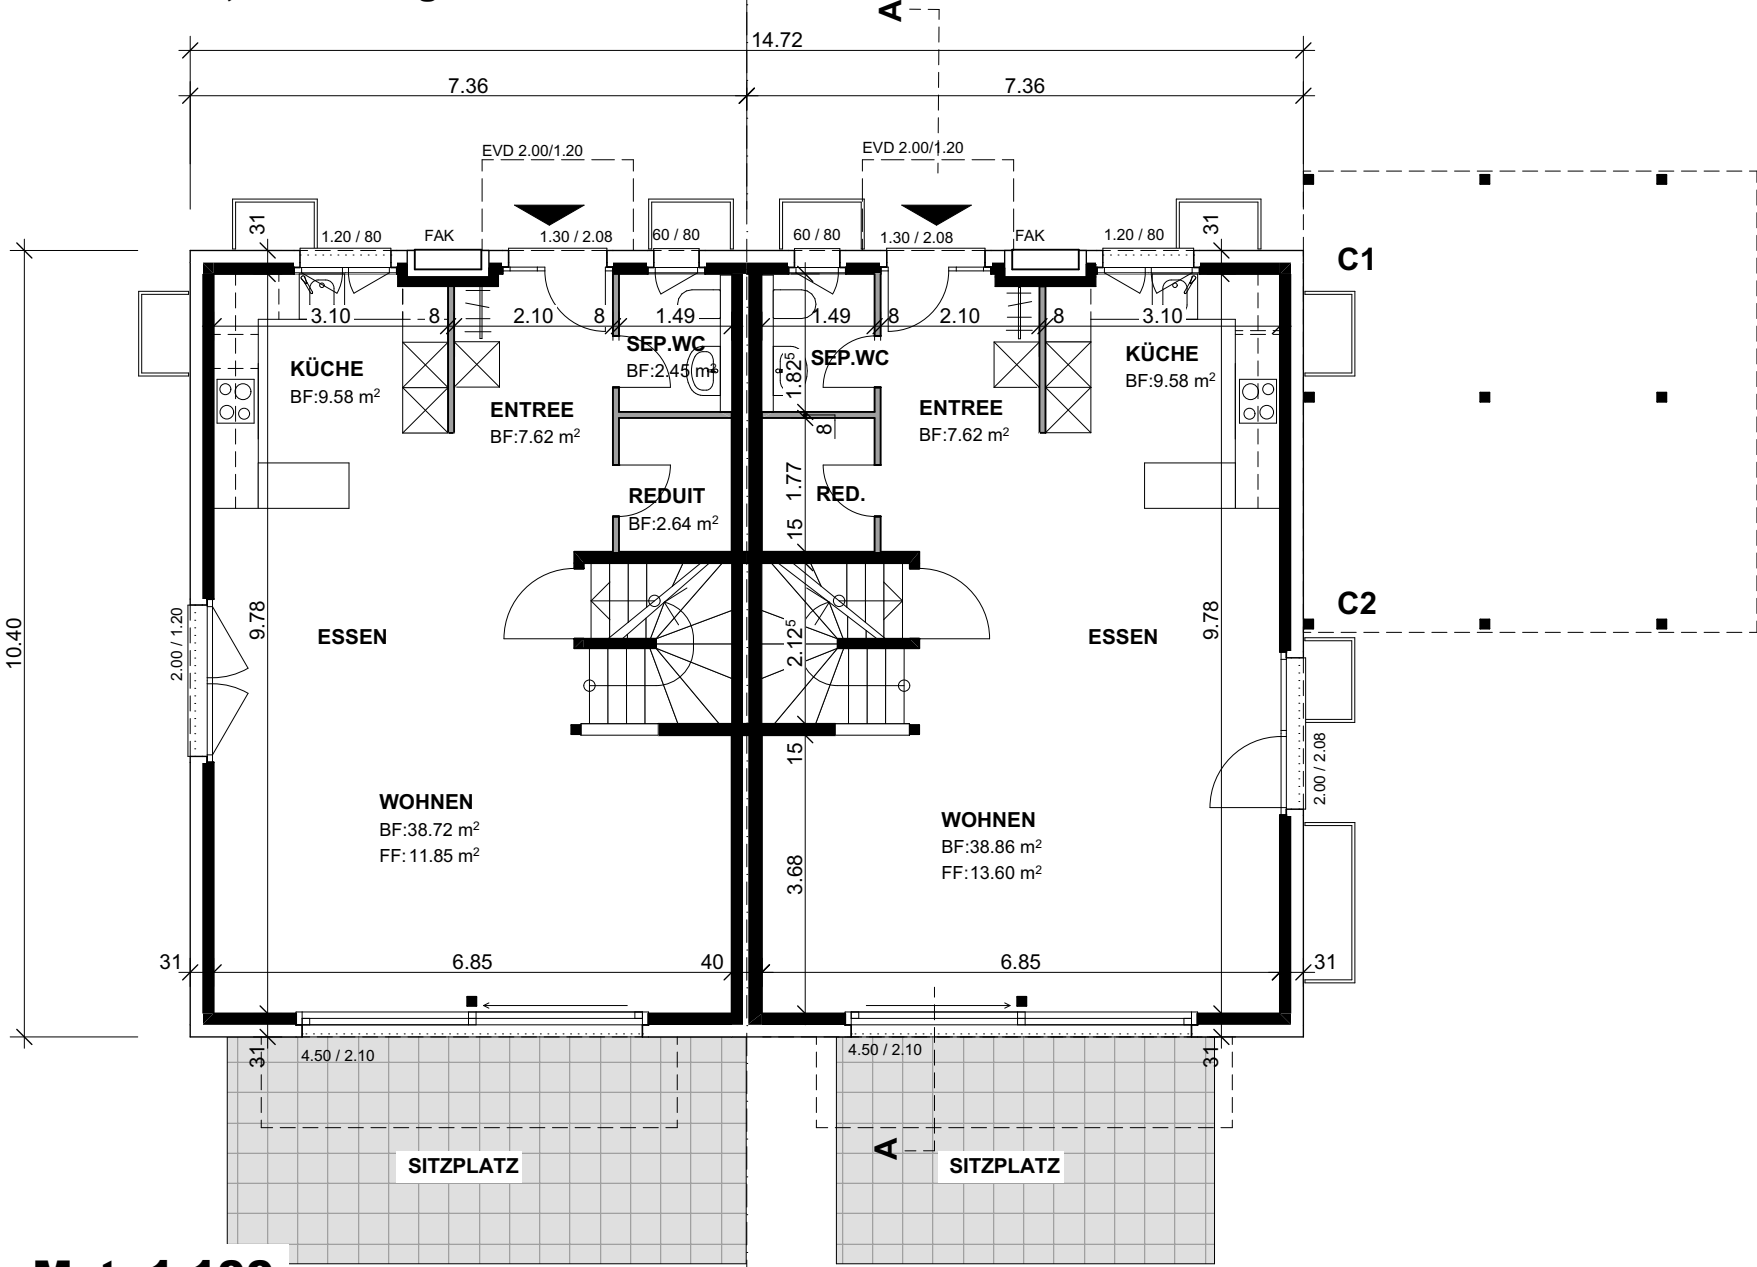 A
14.72
7.36
7.36
EVD 2.00/1.20
EVD 2.00/1.20
31
1.20 / 80
FAK
1.30 / 2.08
60 / 80
60 / 80
1.30 / 2.08
FAK
1.20 / 80
31
C1
3.10
8
2.10
8
1.49
1.49
8
2.10
8
3.10
KÜCHE
BF:9.58 m²
SEP.WC
BF:2.45 m²
SEP.WC
1.82⁵
KÜCHE
BF:9.58 m²
ENTREE
BF:7.62 m²
8
ENTREE
BF:7.62 m²
REDUIT
BF:2.64 m²
1.77
RED.
15
C2
10.40
2.00 / 1.20
9.78
ESSEN
2.12⁵
ESSEN
9.78
15
2.00 / 2.08
WOHNEN
BF:38.72 m²
FF: 11.85 m²
WOHNEN
BF:38.86 m²
FF:13.60 m²
3.68
31
6.85
40
6.85
31
31
4.50 / 2.10
4.50 / 2.10
31
A
SITZPLATZ
SITZPLATZ